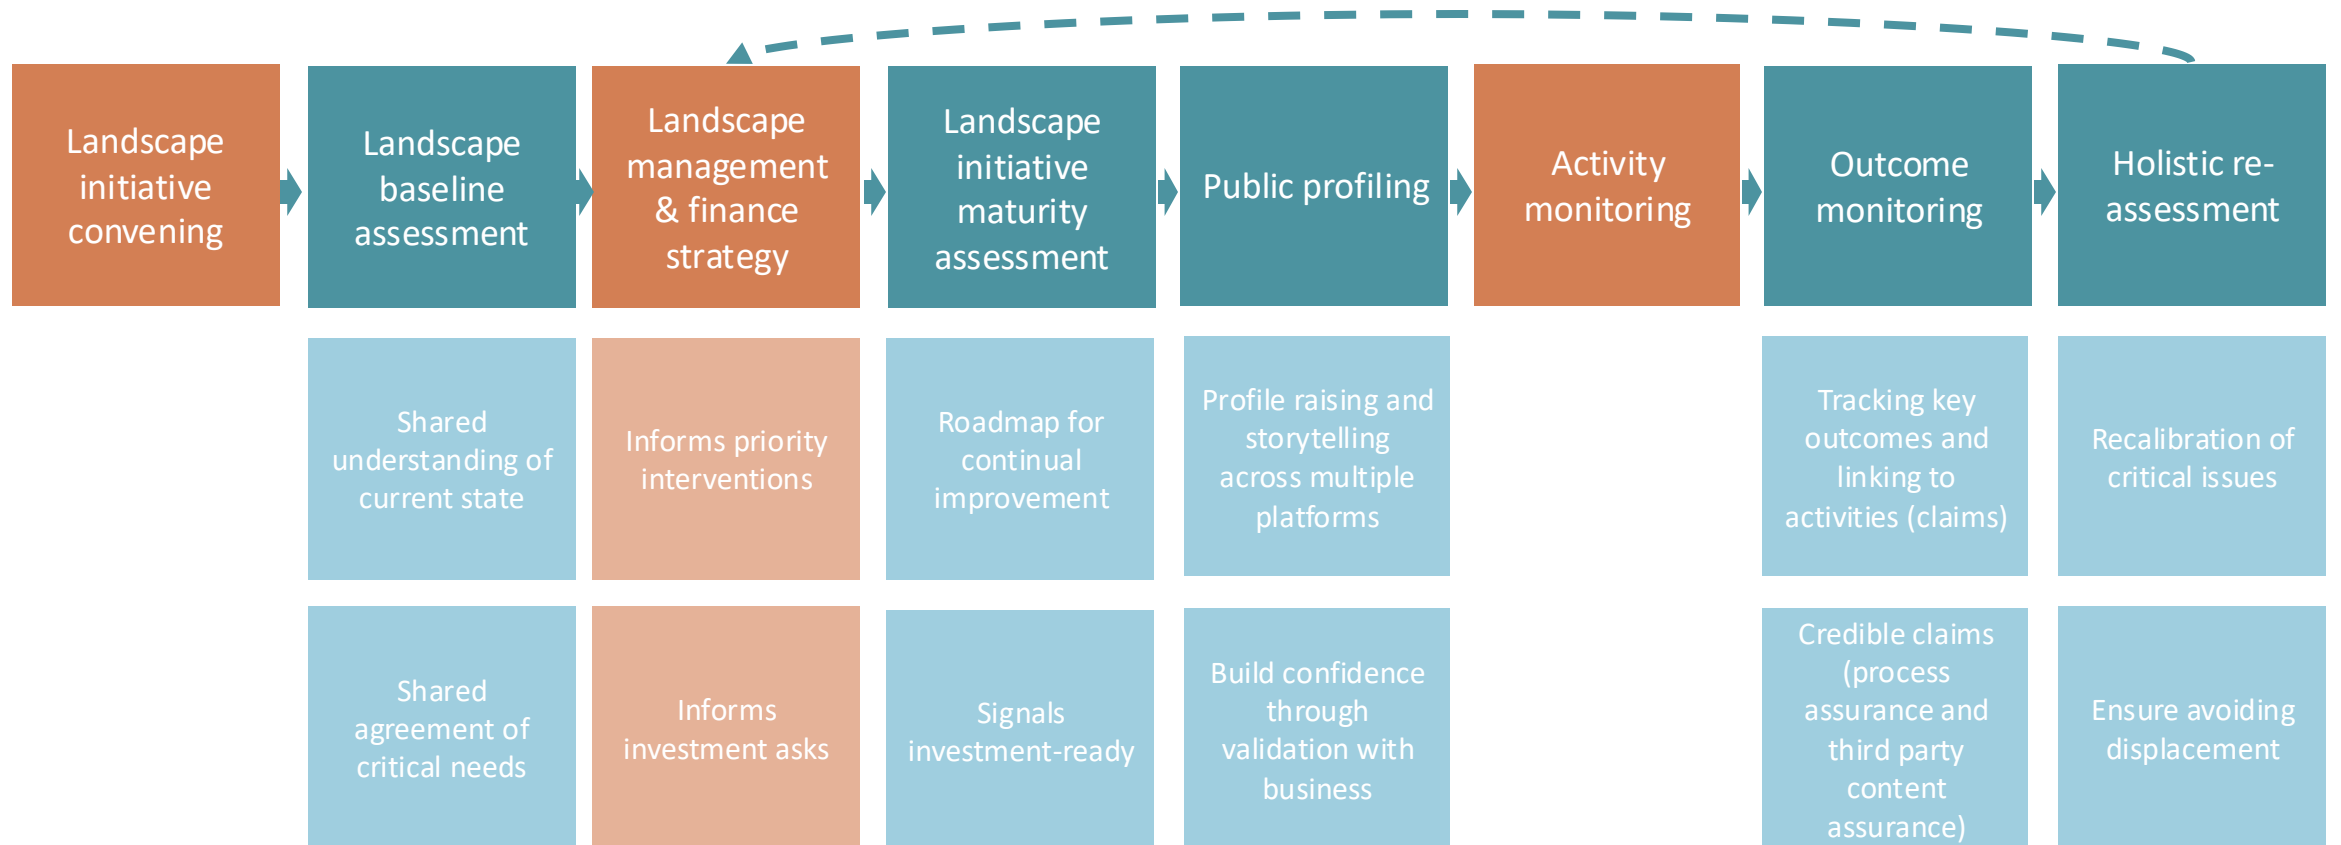 Landscape
initiative
convening
Landscape
baseline
assessment
Landscape
management
& finance
strategy
Landscape
initiative
maturity
assessment
Public profiling
Activity
monitoring
Outcome
monitoring
Holistic re-
assessment
Shared
understanding of
current state
Informs priority
interventions
Roadmap for
continual
improvement
Profile raising and
storytelling
across multiple
platforms
Tracking key
outcomes and
linking to
activities (claims)
Recalibration of
critical issues
Shared
agreement of
critical needs
Informs
investment asks
Signals
investment-ready
Build confidence
through
validation with
business
Credible claims
(process
assurance and
third party
content
assurance)
Ensure avoiding
displacement